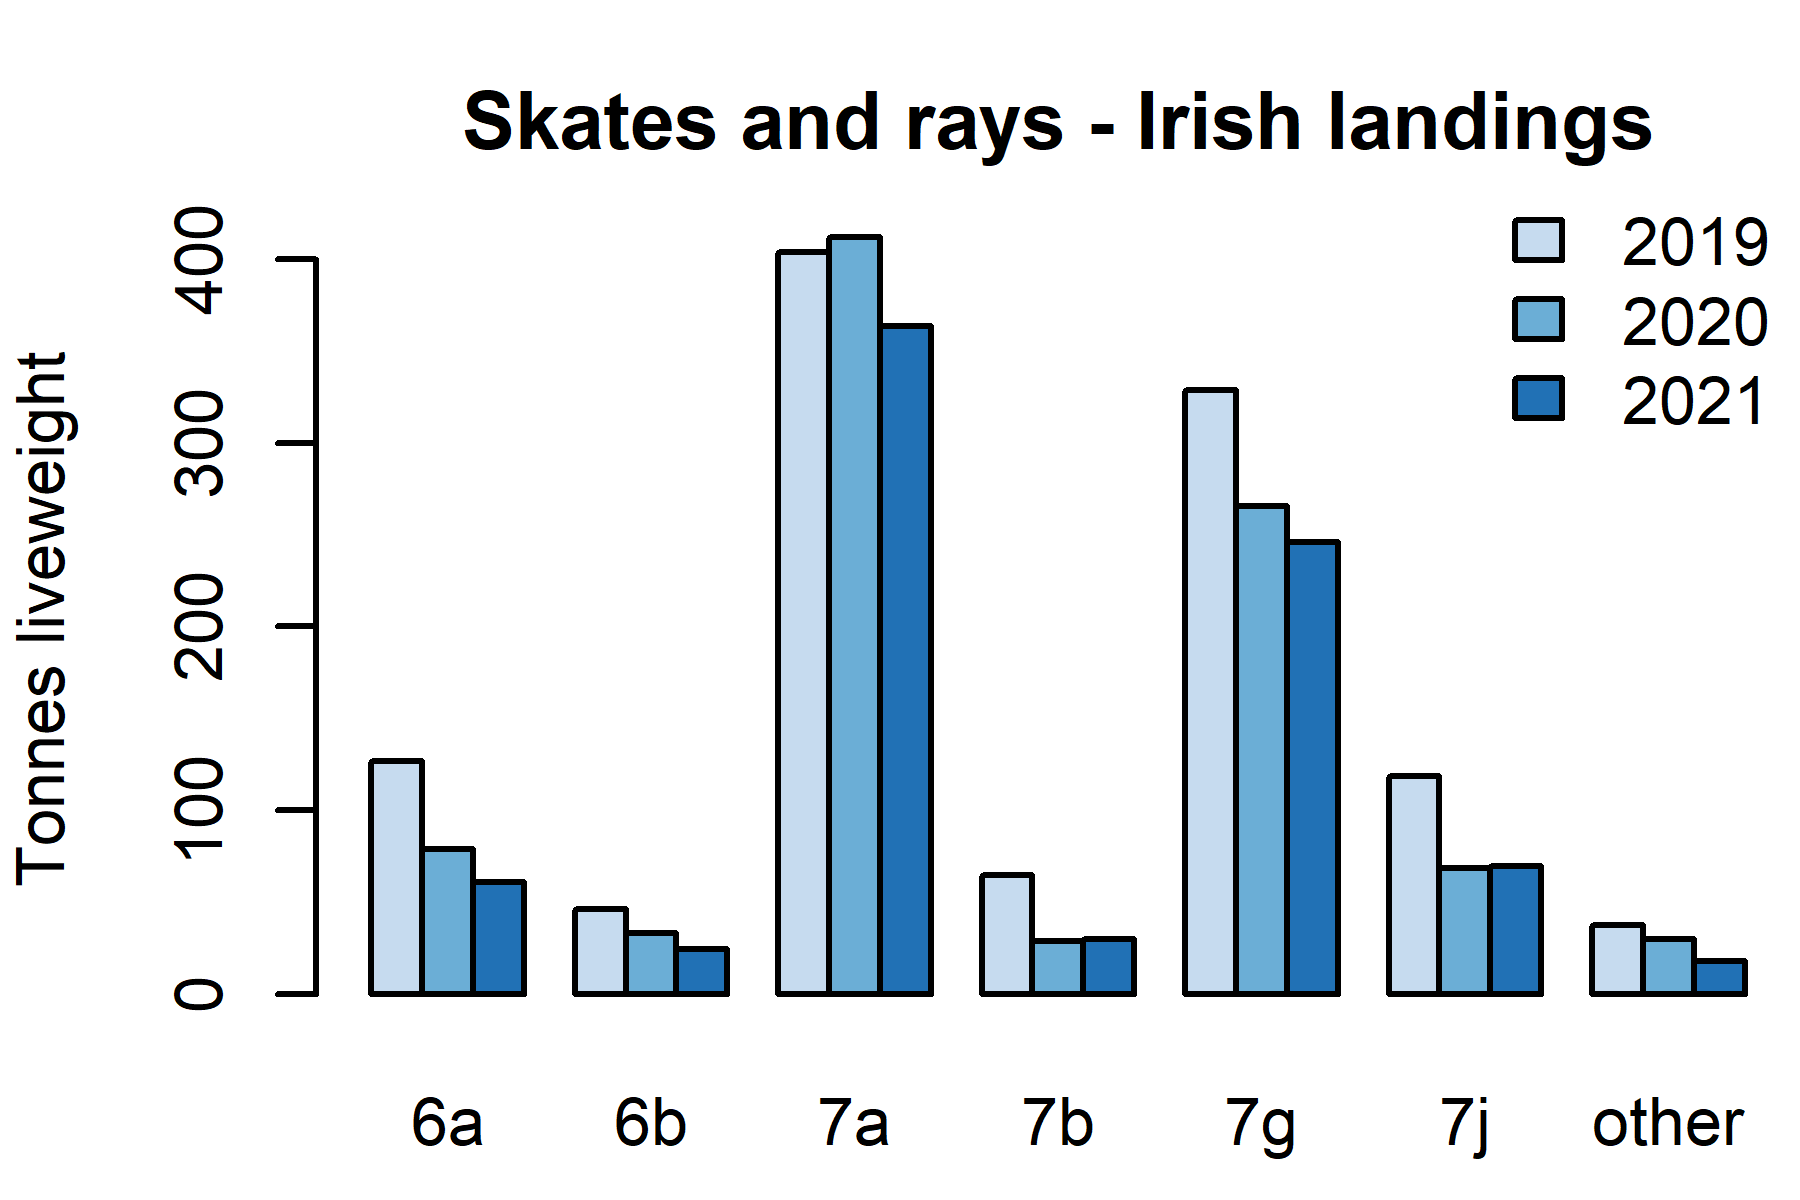 Skates and rays - Irish landings
2019
2020
2021
Tonnes liveweight
400
300
200
100
0
6a 6b 7a 7b 7g 7j other